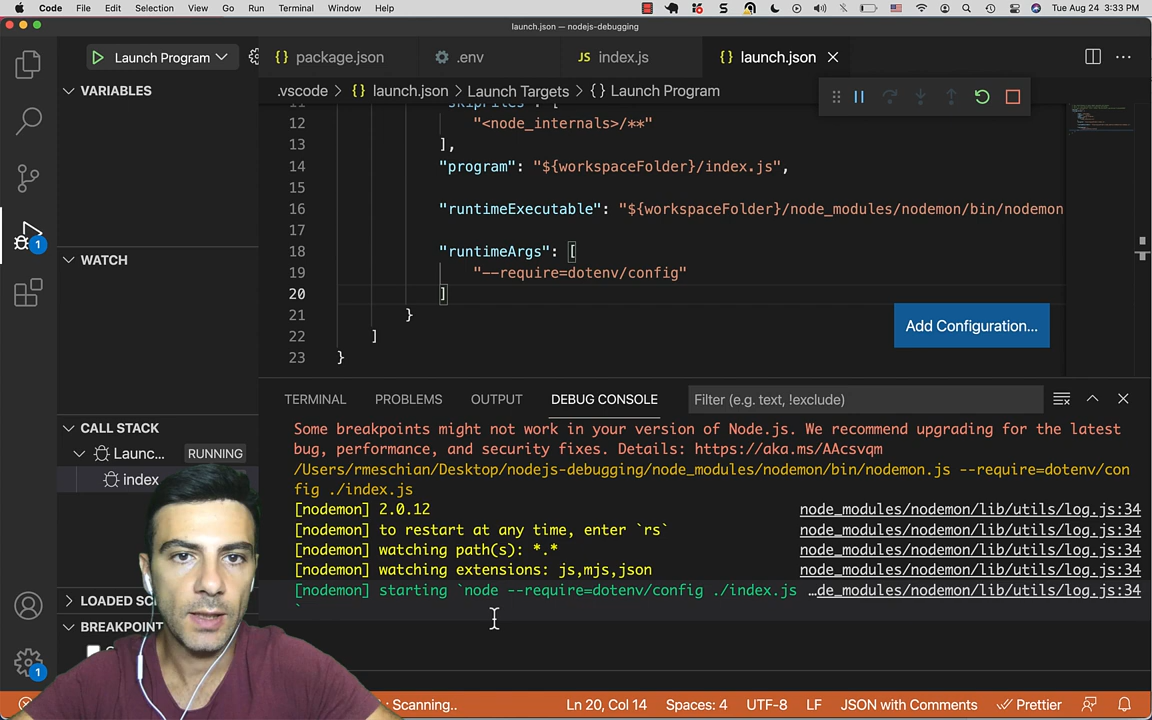 Code File Edit Selection View Go Run Terminal Window Help Tue Aug 24 3:33 PM
launch.json — nodejs-debugging
Launch Program
{} package.json
.env
JS index.js
{} launch.json
.vscode > {} launch.json > Launch Targets > {} Launch Program
VARIABLES
WATCH
CALL STACK
Launc... RUNNING
index
LOADED SC
BREAKPOINT
1
1
12 "<node_internals>/**"
13 ],
14 "program": "${workspaceFolder}/index.js",
15
16 "runtimeExecutable": "${workspaceFolder}/node_modules/nodemon/bin/nodemon
17
18 "runtimeArgs": [
19 "--require=dotenv/config"
20 ]
21 }
22 ]
23 }
Add Configuration...
TERMINAL PROBLEMS OUTPUT DEBUG CONSOLE Filter (e.g. text, !exclude)
Some breakpoints might not work in your version of Node.js. We recommend upgrading for the latest
bug, performance, and security fixes. Details: https://aka.ms/AAcsvqm
/Users/rmeschian/Desktop/nodejs-debugging/node_modules/nodemon/bin/nodemon.js --require=dotenv/con
fig ./index.js
[nodemon] 2.0.12 node_modules/nodemon/lib/utils/log.js:34
[nodemon] to restart at any time, enter `rs` node_modules/nodemon/lib/utils/log.js:34
[nodemon] watching path(s): *.* node_modules/nodemon/lib/utils/log.js:34
[nodemon] watching extensions: js,mjs,json node_modules/nodemon/lib/utils/log.js:34
[nodemon] starting `node --require=dotenv/config ./index.js …de_modules/nodemon/lib/utils/log.js:34
`
: Scanning.. Ln 20, Col 14 Spaces: 4 UTF-8 LF JSON with Comments Prettier